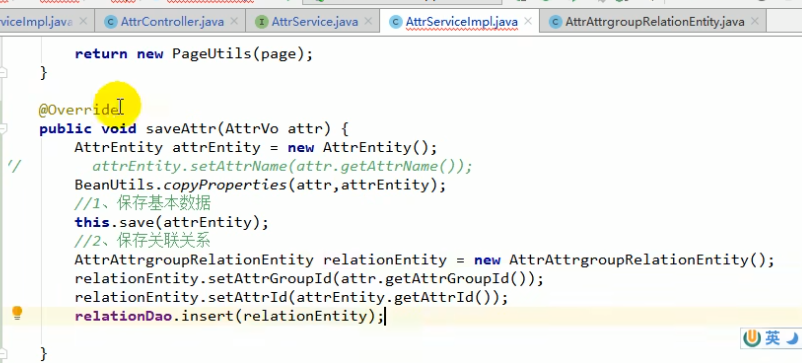 viceImpl.java AttrController.java AttrService.java AttrServiceImpl.java AttrAttrgroupRelationEntity.java
return new PageUtils(page);
}
@Override
public void saveAttr(AttrVo attr) {
AttrEntity attrEntity = new AttrEntity();
// attrEntity.setAttrName(attr.getAttrName());
BeanUtils.copyProperties(attr,attrEntity);
//1、保存基本数据
this.save(attrEntity);
//2、保存关联关系
AttrAttrgroupRelationEntity relationEntity = new AttrAttrgroupRelationEntity();
relationEntity.setAttrGroupId(attr.getAttrGroupId());
relationEntity.setAttrId(attrEntity.getAttrId());
relationDao.insert(relationEntity);
英
}